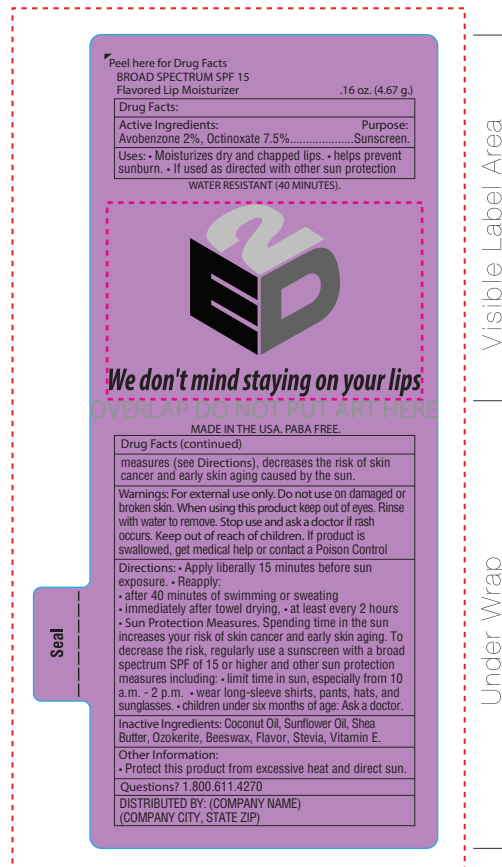 Peel here for Drug Facts
BROAD SPECTRUM SPF 15
Flavored Lip Moisturizer .16 oz. (4.67 g.)
Drug Facts:
Active Ingredients: Purpose:
Avobenzone 2%, Octinoxate 7.5%.....................Sunscreen.
Uses: • Moisturizes dry and chapped lips. • helps prevent
sunburn. • If used as directed with other sun protection
WATER RESISTANT (40 MINUTES).
E2D
We don't mind staying on your lips
OVERLAP DO NOT PUT ART HERE
MADE IN THE USA. PABA FREE.
Drug Facts (continued)
measures (see Directions), decreases the risk of skin
cancer and early skin aging caused by the sun.
Warnings: For external use only. Do not use on damaged or
broken skin. When using this product keep out of eyes. Rinse
with water to remove. Stop use and ask a doctor if rash
occurs. Keep out of reach of children. If product is
swallowed, get medical help or contact a Poison Control
Directions: • Apply liberally 15 minutes before sun
exposure. • Reapply:
• after 40 minutes of swimming or sweating
• immediately after towel drying, • at least every 2 hours
• Sun Protection Measures. Spending time in the sun
increases your risk of skin cancer and early skin aging. To
decrease the risk, regularly use a sunscreen with a broad
spectrum SPF of 15 or higher and other sun protection
measures including: • limit time in sun, especially from 10
a.m. - 2 p.m. • wear long-sleeve shirts, pants, hats, and
sunglasses. • children under six months of age: Ask a doctor.
Inactive Ingredients: Coconut Oil, Sunflower Oil, Shea
Butter, Ozokerite, Beeswax, Flavor, Stevia, Vitamin E.
Other Information:
• Protect this product from excessive heat and direct sun.
Questions? 1.800.611.4270
DISTRIBUTED BY: (COMPANY NAME)
(COMPANY CITY, STATE ZIP)
Seal
Visible Label Area
Under Wrap